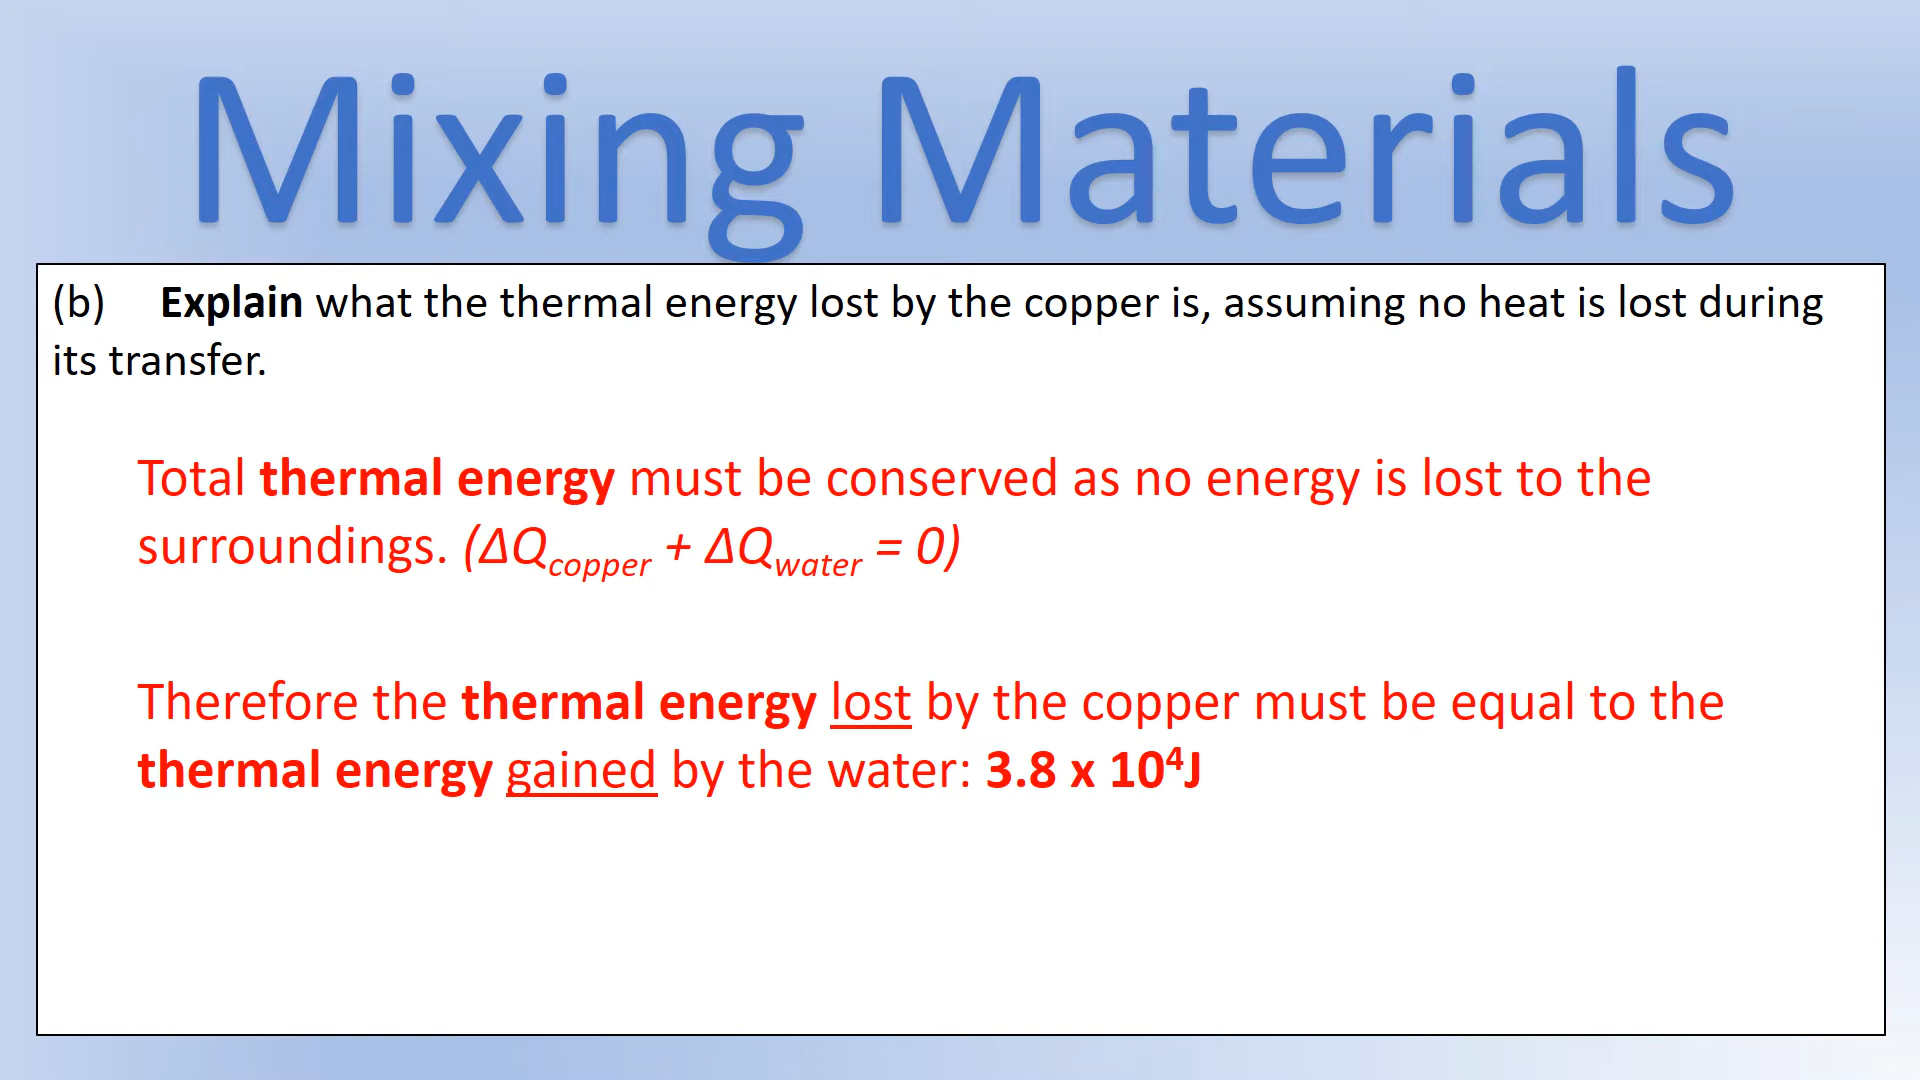 Mixing Materials
(b) Explain what the thermal energy lost by the copper is, assuming no heat is lost during
its transfer.
Total thermal energy must be conserved as no energy is lost to the
surroundings. (ΔQcopper + ΔQwater = 0)
Therefore the thermal energy lost by the copper must be equal to the
thermal energy gained by the water: 3.8 x 10⁴J